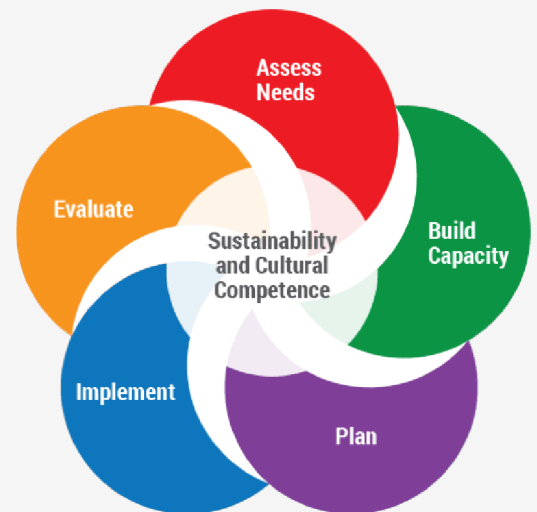 Assess
Needs
Build
Capacity
Plan
Implement
Evaluate
Sustainability
and Cultural
Competence